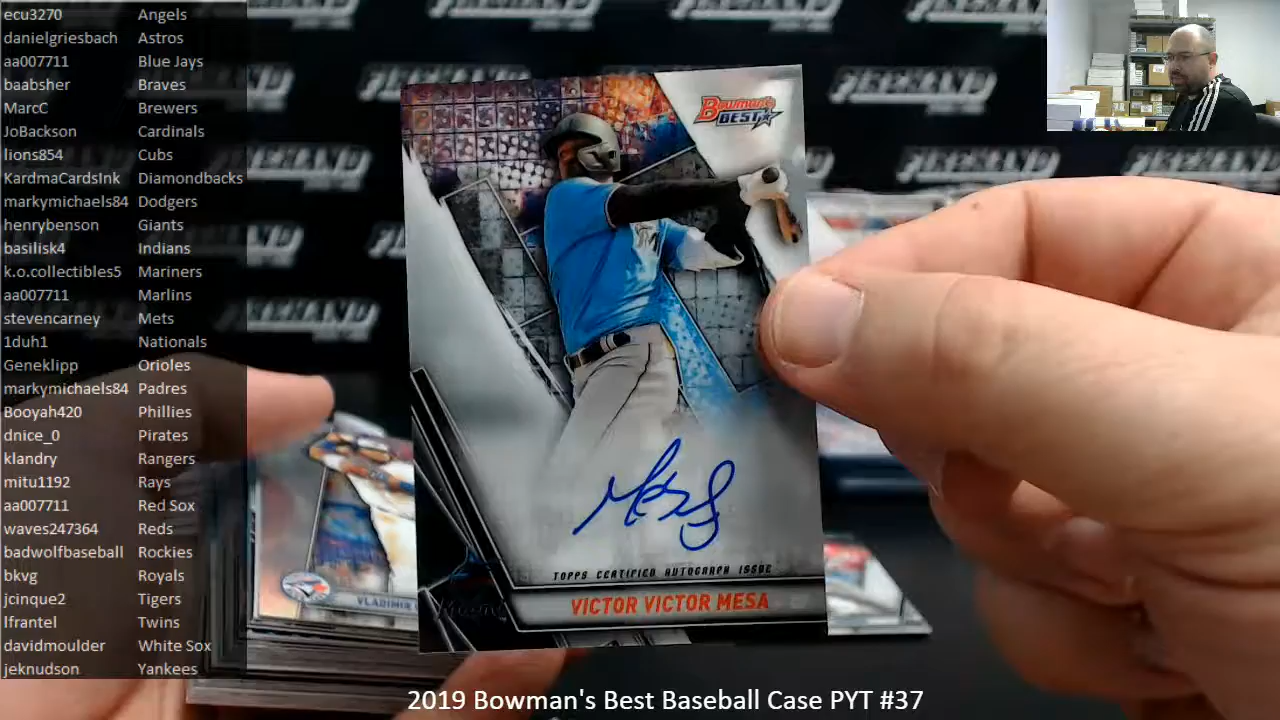 ecu3270 Angels
danielgriesbach Astros
aa007711 Blue Jays
baabsher Braves
MarcC Brewers
JoBackson Cardinals
lions854 Cubs
KardmaCardsInk Diamondbacks
markymichaels84 Dodgers
henrybenson Giants
basilisk4 Indians
k.o.collectibles5 Mariners
aa007711 Marlins
stevencarney Mets
1duh1 Nationals
Geneklipp Orioles
markymichaels84 Padres
Booyah420 Phillies
dnice_0 Pirates
klandry Rangers
mitu1192 Rays
aa007711 Red Sox
waves247364 Reds
badwolfbaseball Rockies
bkvg Royals
jcinque2 Tigers
lfrantel Twins
davidmoulder White Sox
jeknudson Yankees
Bowman's
BEST
Mesa
TOPPS CERTIFIED AUTOGRAPH ISSUE
VICTOR VICTOR MESA
VLADIMIR
2019 Bowman's Best Baseball Case PYT #37